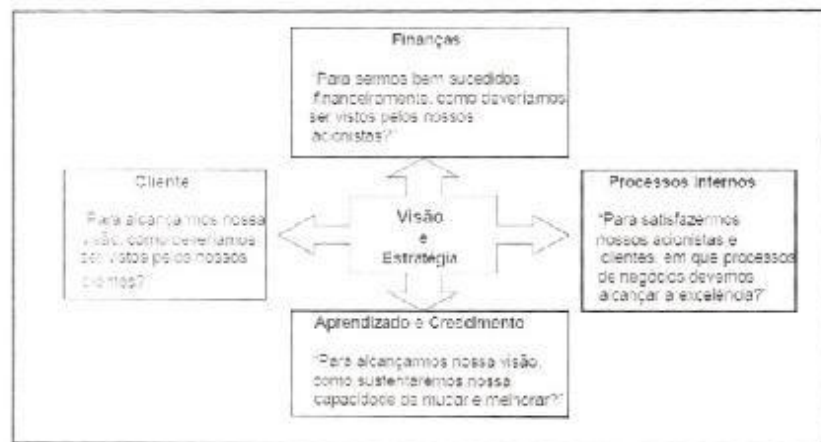 Finanças
"Para sermos bem sucedidos
financeiramente, como deveríamos
ser vistos pelos nossos
acionistas?"
Cliente
"Para alcançarmos nossa
visão, como deveríamos
ser vistos pelos nossos
clientes?"
Visão
e
Estratégia
Processos Internos
"Para satisfazermos
nossos acionistas e
clientes, em que processos
de negócios devemos
alcançar a excelência?"
Aprendizado e Crescimento
"Para alcançarmos nossa visão,
como sustentaremos nossa
capacidade de mudar e melhorar?"